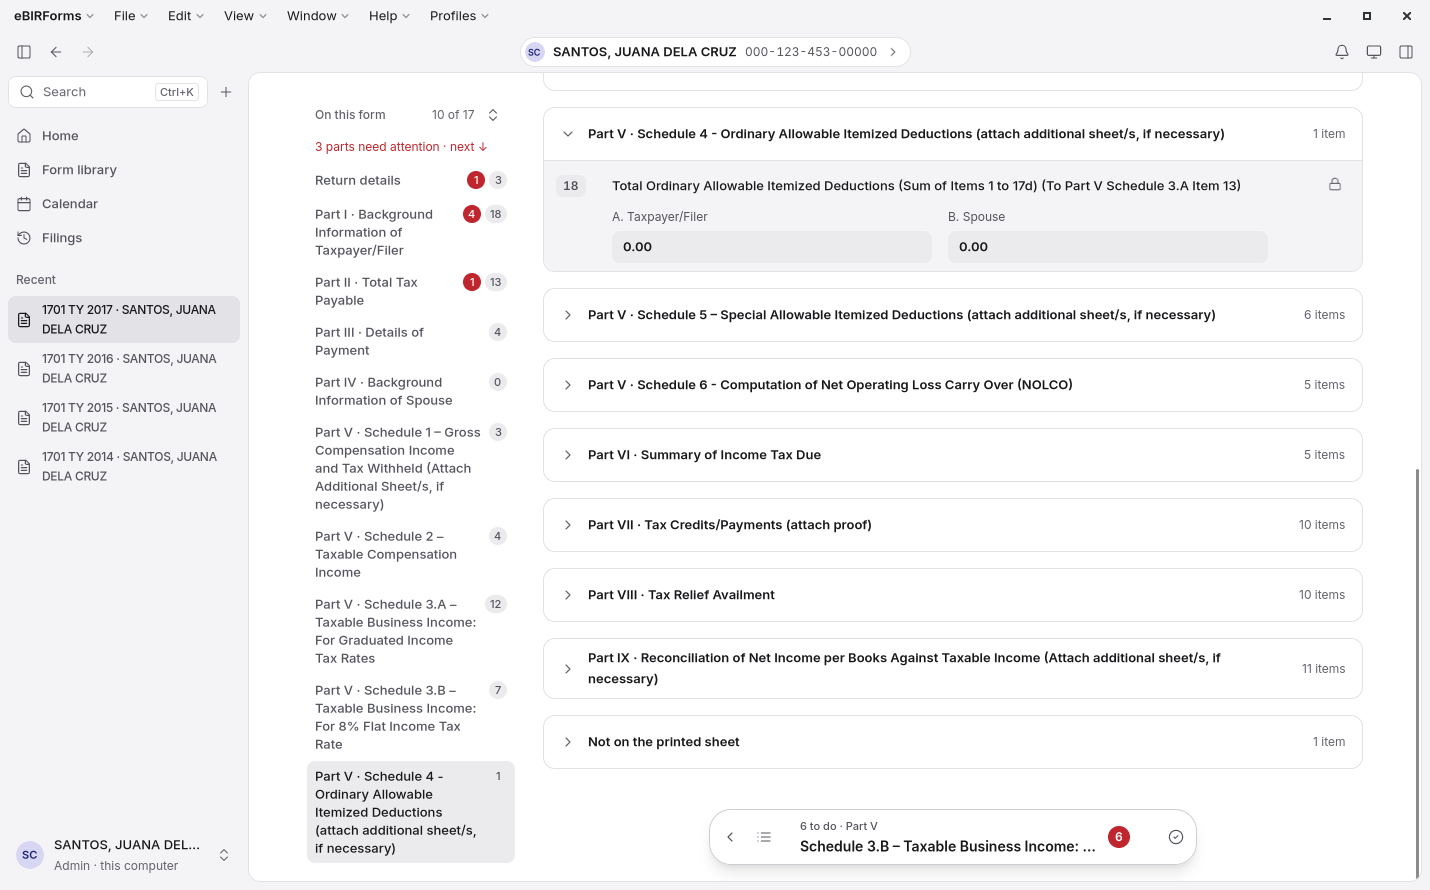 eBIRForms File Edit View Window Help Profiles
SC SANTOS, JUANA DELA CRUZ 000-123-453-00000
Search Ctrl+K
Home
Form library
Calendar
Filings
Recent
1701 TY 2017 · SANTOS, JUANA
DELA CRUZ
1701 TY 2016 · SANTOS, JUANA
DELA CRUZ
1701 TY 2015 · SANTOS, JUANA
DELA CRUZ
1701 TY 2014 · SANTOS, JUANA
DELA CRUZ
SC SANTOS, JUANA DEL...
Admin · this computer
On this form 10 of 17
3 parts need attention · next ↓
Return details 1 3
Part I · Background 4 18
Information of
Taxpayer/Filer
Part II · Total Tax 1 13
Payable
Part III · Details of 4
Payment
Part IV · Background 0
Information of Spouse
Part V · Schedule 1 – Gross 3
Compensation Income
and Tax Withheld (Attach
Additional Sheet/s, if
necessary)
Part V · Schedule 2 – 4
Taxable Compensation
Income
Part V · Schedule 3.A – 12
Taxable Business Income:
For Graduated Income
Tax Rates
Part V · Schedule 3.B – 7
Taxable Business Income:
For 8% Flat Income Tax
Rate
Part V · Schedule 4 - 1
Ordinary Allowable
Itemized Deductions
(attach additional sheet/s,
if necessary)
Part V · Schedule 4 - Ordinary Allowable Itemized Deductions (attach additional sheet/s, if necessary) 1 item
18 Total Ordinary Allowable Itemized Deductions (Sum of Items 1 to 17d) (To Part V Schedule 3.A Item 13)
A. Taxpayer/Filer B. Spouse
0.00 0.00
Part V · Schedule 5 – Special Allowable Itemized Deductions (attach additional sheet/s, if necessary) 6 items
Part V · Schedule 6 - Computation of Net Operating Loss Carry Over (NOLCO) 5 items
Part VI · Summary of Income Tax Due 5 items
Part VII · Tax Credits/Payments (attach proof) 10 items
Part VIII · Tax Relief Availment 10 items
Part IX · Reconciliation of Net Income per Books Against Taxable Income (Attach additional sheet/s, if 11 items
necessary)
Not on the printed sheet 1 item
6 to do · Part V
Schedule 3.B – Taxable Business Income: ... 6